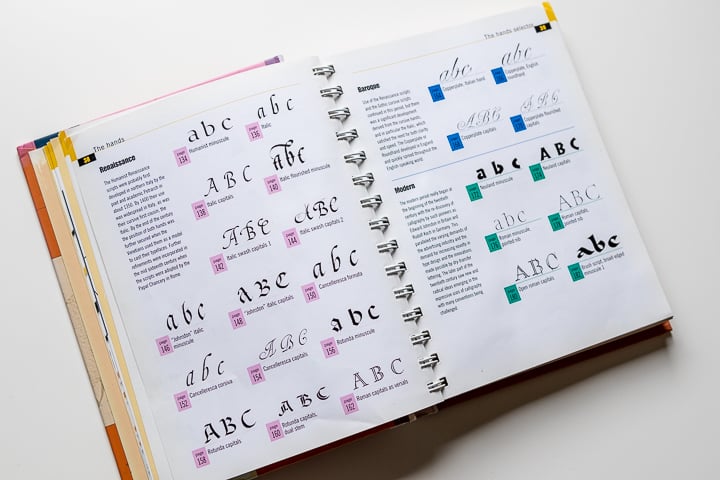 38
The hands
Renaissance
The Humanist Renaissance
scripts were actually first
developed in northern Italy by the
poet and academic Petrarch in
about 1350. By 1400 their use
was widespread in Italy, as was
their cursive first cousin, the
Italic. By the end of the century
the position of both hands was
further secured when the
Venetians used them as a model
to cast their typefaces. Further
refinements were incorporated in
the mid sixteenth century when
the scripts were adopted by the
Papal Chancery in Rome.
abc
page
134
Humanist minuscule
abc
page
136
Italic
ABC
page
138
Italic capitals
abc
page
140
Italic flourished minuscule
ABC
page
142
Italic swash capitals 1
ABC
page
144
Italic swash capitals 2
abc
page
146
"Johnston" italic
minuscule
ABC
page
148
"Johnston" italic capitals
abc
page
150
Cancelleresca formata
abc
page
152
Cancelleresca corsiva
ABC
page
154
Cancelleresca capitals
abc
page
156
Rotunda minuscule
ABC
page
158
Rotunda capitals
ABC
page
160
Rotunda capitals,
dual stem
ABC
page
162
Roman capitals as versals
The hands selector
39
Baroque
Use of the Renaissance scripts
and the Gothic cursive scripts
continued in this period, but there
was a significant development
derived from the cursive hands,
and in particular the Italic, which
satisfied the need for both clarity
and speed. The Copperplate or
Roundhand developed in England
and quickly spread throughout the
English-speaking world.
abc
page
Copperplate, Italian hand
abc
page
Copperplate, English
roundhand
ABC
page
Copperplate capitals
ABC
page
Copperplate flourished
capitals
Modern
The modern period really began at
the beginning of the twentieth
century with the re-discovery of
calligraphy by such pioneers as
Edward Johnston in Britain and
Rudolf Koch in Germany. This
paralleled the varying demands of
the advertising industry and the
demand for increasing novelty in
type design and the innovations
made possible by dry transfer
lettering. The later part of the
twentieth century saw new and
radical ideas emerging in the
expressive uses of calligraphy
with many conventions being
challenged.
abc
page
172
Neuland minuscule
ABC
page
174
Neuland capitals
abc
page
176
Roman minuscule,
pointed nib
ABC
page
178
Roman capitals,
pointed nib
ABC
page
180
Open roman capitals
abc
page
Brush script, broad edged
minuscule 1